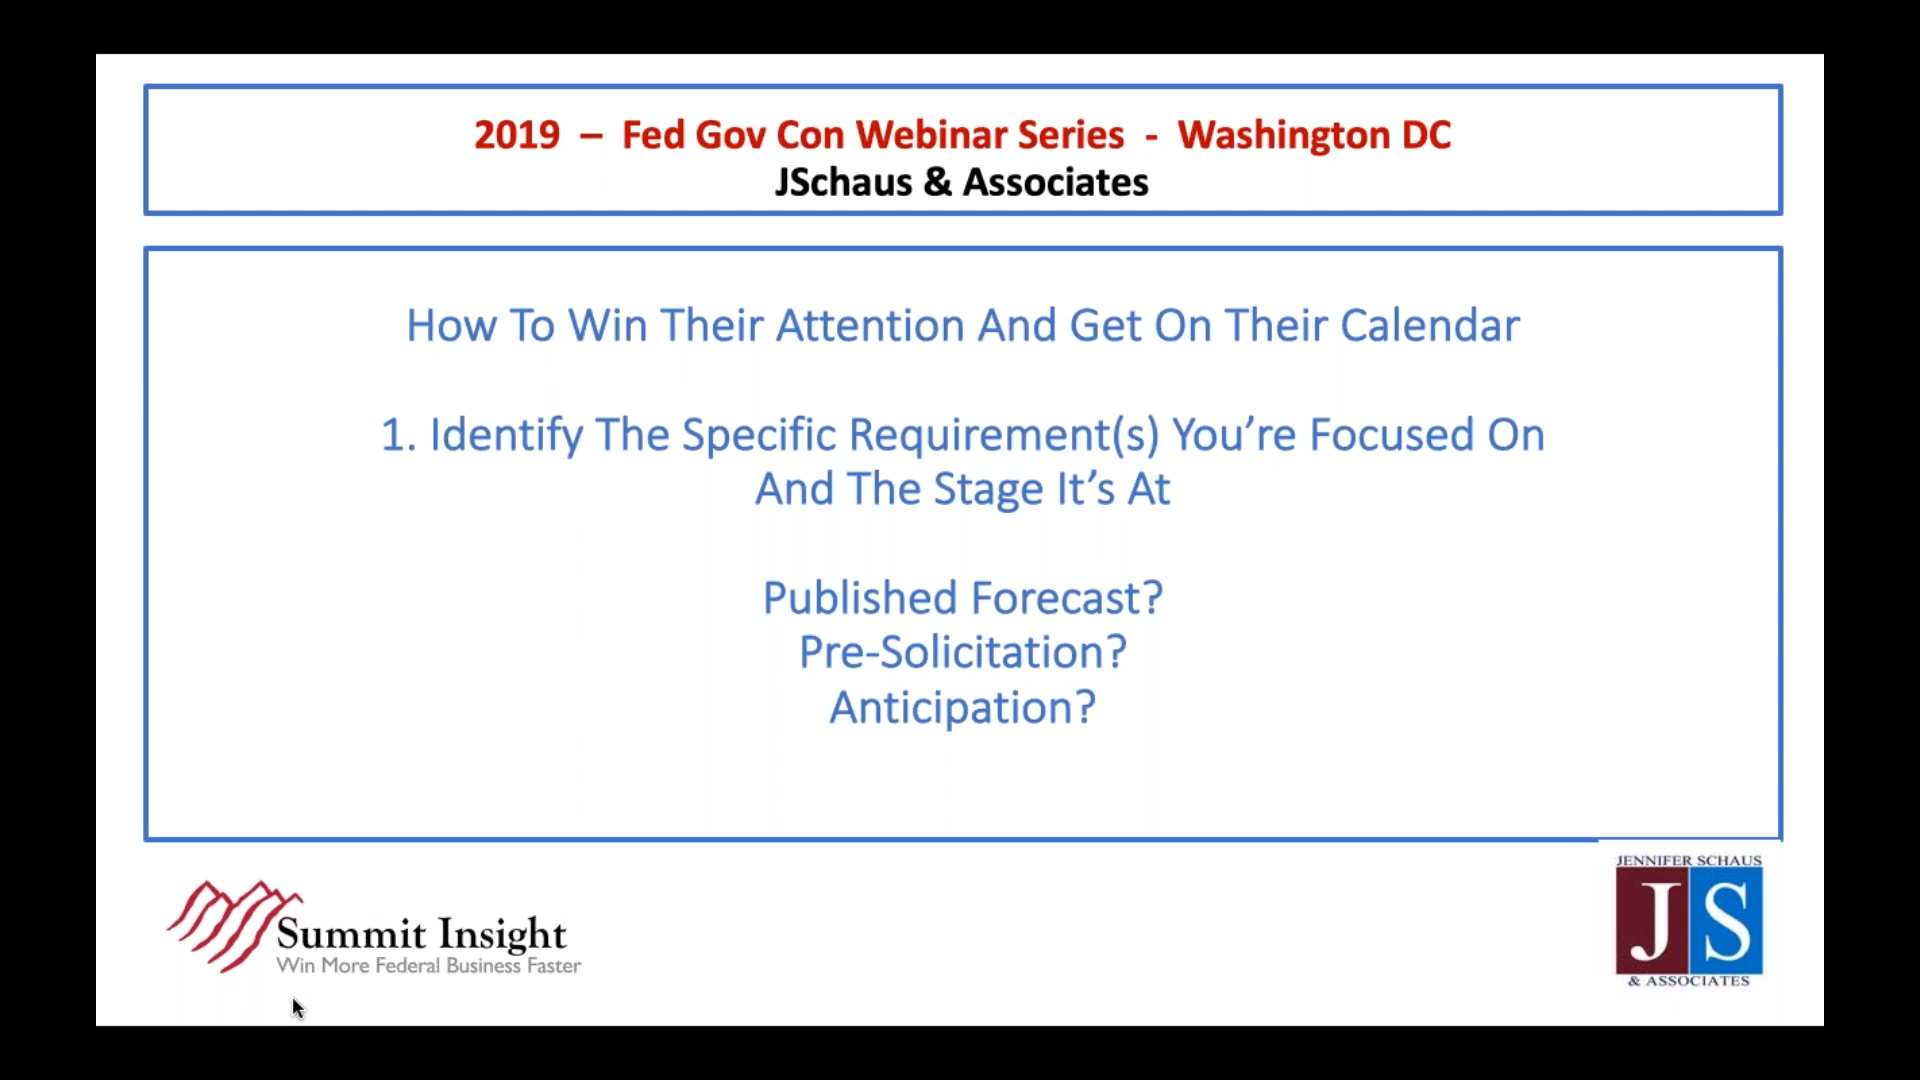 2019 – Fed Gov Con Webinar Series - Washington DC
JSchaus & Associates
How To Win Their Attention And Get On Their Calendar
1. Identify The Specific Requirement(s) You’re Focused On
And The Stage It’s At
Published Forecast?
Pre-Solicitation?
Anticipation?
Summit Insight
Win More Federal Business Faster
JENNIFER SCHAUS
JS
& ASSOCIATES